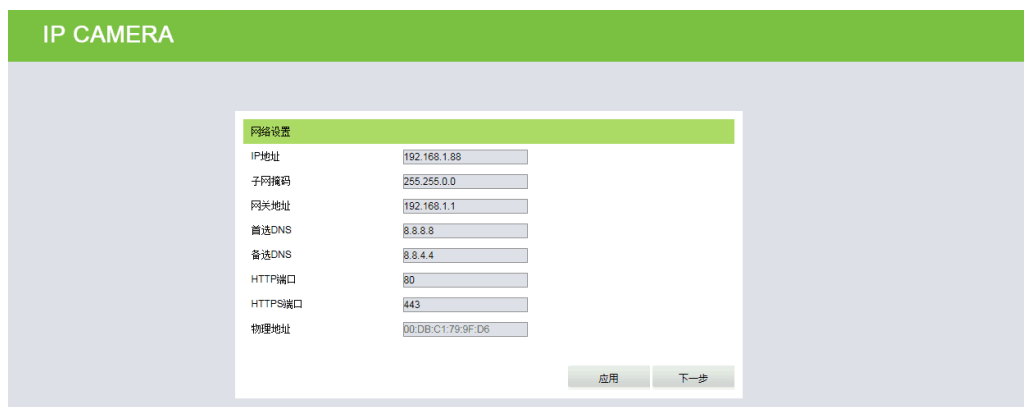 IP CAMERA
网络设置
IP地址 192.168.1.88
子网掩码 255.255.0.0
网关地址 192.168.1.1
首选DNS 8.8.8.8
备选DNS 8.8.4.4
HTTP端口 80
HTTPS端口 443
物理地址 00:DB:C1:79:9F:D6
应用 下一步